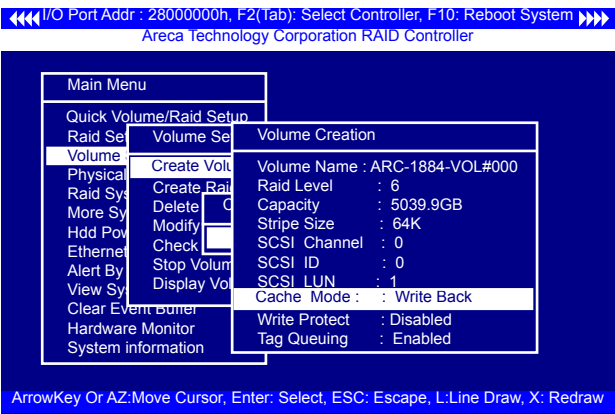 I/O Port Addr : 28000000h, F2(Tab): Select Controller, F10: Reboot System
Areca Technology Corporation RAID Controller
Main Menu
Quick Volume/Raid Setup
Raid Set
Volume
Physical
Raid Sys
More Sy
Hdd Pow
Ethernet
Alert By
View Sy
Clear Event Buffer
Hardware Monitor
System information
Volume Se
Create Volu
Create Rai
Delete
Modify
Check
Stop Volum
Display Vol
C
Volume Creation
Volume Name : ARC-1884-VOL#000
Raid Level : 6
Capacity : 5039.9GB
Stripe Size : 64K
SCSI Channel : 0
SCSI ID : 0
SCSI LUN : 1
Cache Mode : : Write Back
Write Protect : Disabled
Tag Queuing : Enabled
ArrowKey Or AZ:Move Cursor, Enter: Select, ESC: Escape, L:Line Draw, X: Redraw